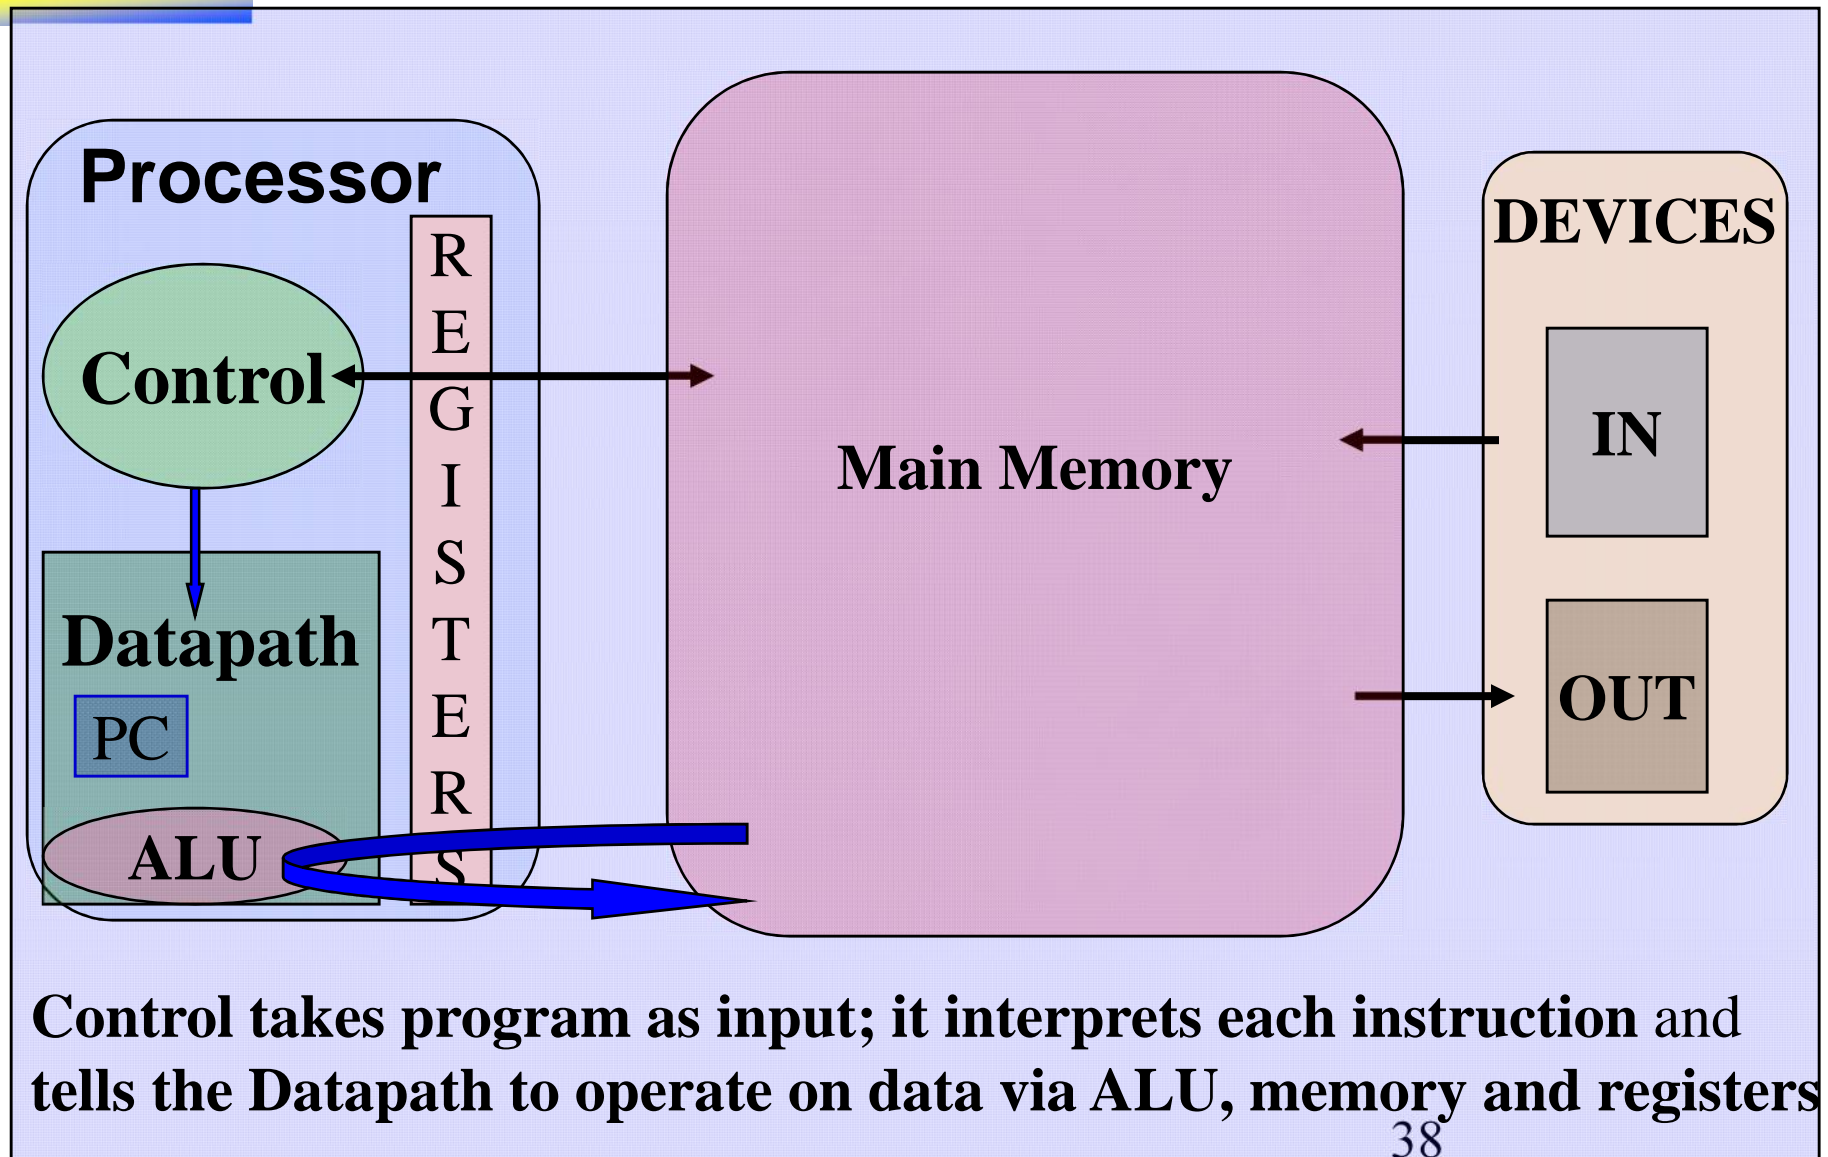 Processor
REGISTERS
Control
Datapath
PC
ALU
Main Memory
DEVICES
IN
OUT
Control takes program as input; it interprets each instruction and
tells the Datapath to operate on data via ALU, memory and registers
38